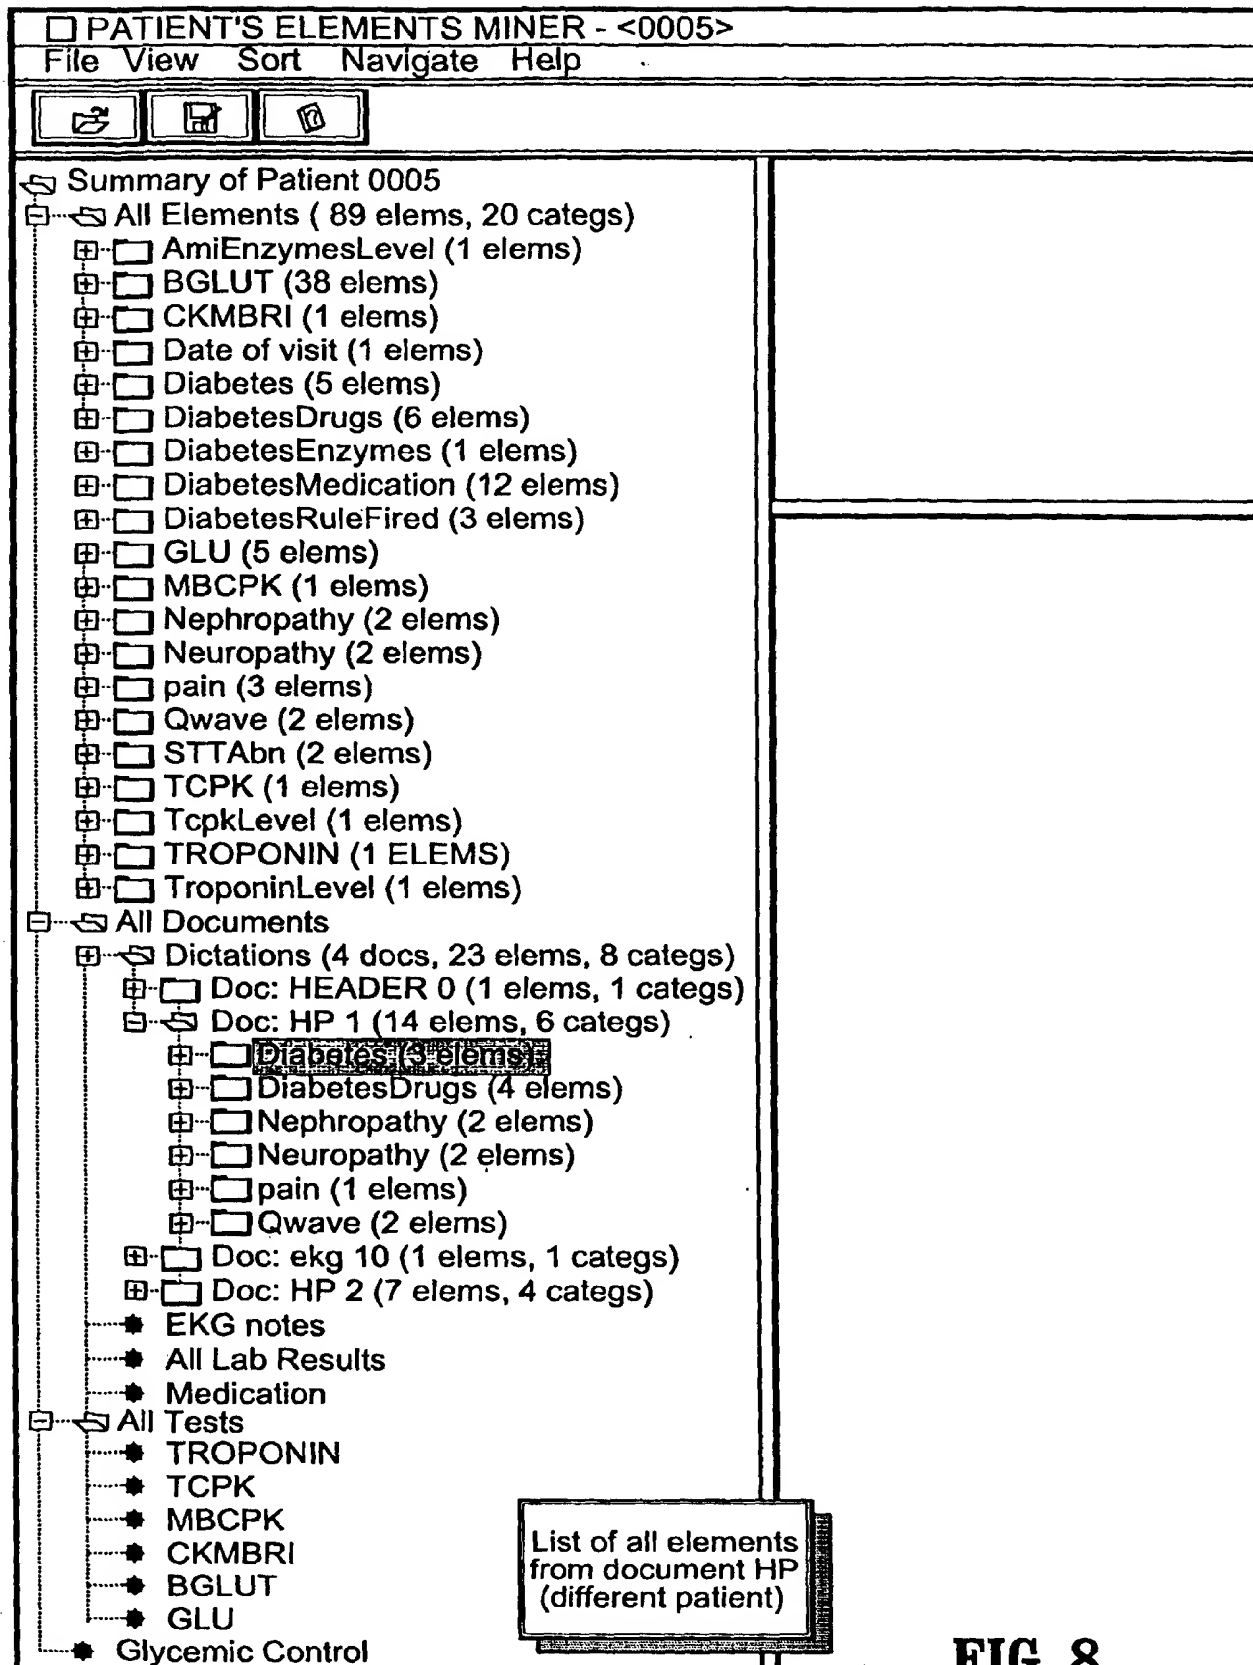 PATIENT'S ELEMENTS MINER - <0005>
File View Sort Navigate Help
Summary of Patient 0005
All Elements ( 89 elems, 20 categs)
AmiEnzymesLevel (1 elems)
BGLUT (38 elems)
CKMBRI (1 elems)
Date of visit (1 elems)
Diabetes (5 elems)
DiabetesDrugs (6 elems)
DiabetesEnzymes (1 elems)
DiabetesMedication (12 elems)
DiabetesRuleFired (3 elems)
GLU (5 elems)
MBCPK (1 elems)
Nephropathy (2 elems)
Neuropathy (2 elems)
pain (3 elems)
Qwave (2 elems)
STTAbn (2 elems)
TCPK (1 elems)
TcpkLevel (1 elems)
TROPONIN (1 ELEMS)
TroponinLevel (1 elems)
All Documents
Dictations (4 docs, 23 elems, 8 categs)
Doc: HEADER 0 (1 elems, 1 categs)
Doc: HP 1 (14 elems, 6 categs)
Diabetes (3 elems)
DiabetesDrugs (4 elems)
Nephropathy (2 elems)
Neuropathy (2 elems)
pain (1 elems)
Qwave (2 elems)
Doc: ekg 10 (1 elems, 1 categs)
Doc: HP 2 (7 elems, 4 categs)
EKG notes
All Lab Results
Medication
All Tests
TROPONIN
TCPK
MBCPK
CKMBRI
BGLUT
GLU
Glycemic Control
List of all elements
from document HP
(different patient)
FIG. 8